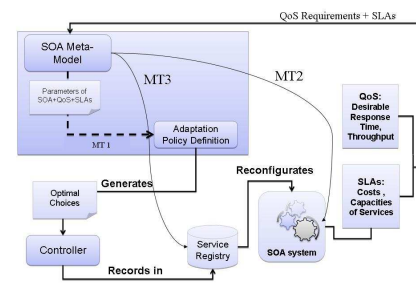 QoS Requirements + SLAs
SOA Meta-
Model
MT3
MT2
Parameters of
SOA+QoS+SLAs
MT 1
Adaptation
Policy Definition
QoS:
Desirable
Response
Time,
Throughput
Generates
Reconfigurates
Optimal
Choices
SLAs:
Costs ,
Capacities
of Services
Controller
Service
Registry
SOA system
Records in